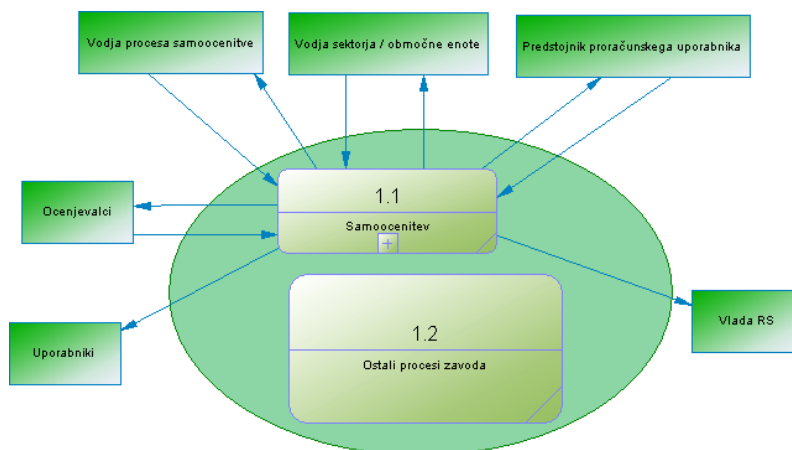 Vodja procesa samoocenitve
Vodja sektorja / območne enote
Predstojnik proračunskega uporabnika
1.1
Samoocenitev
+
Ocenjevalci
1.2
Ostali procesi zavoda
Uporabniki
Vlada RS